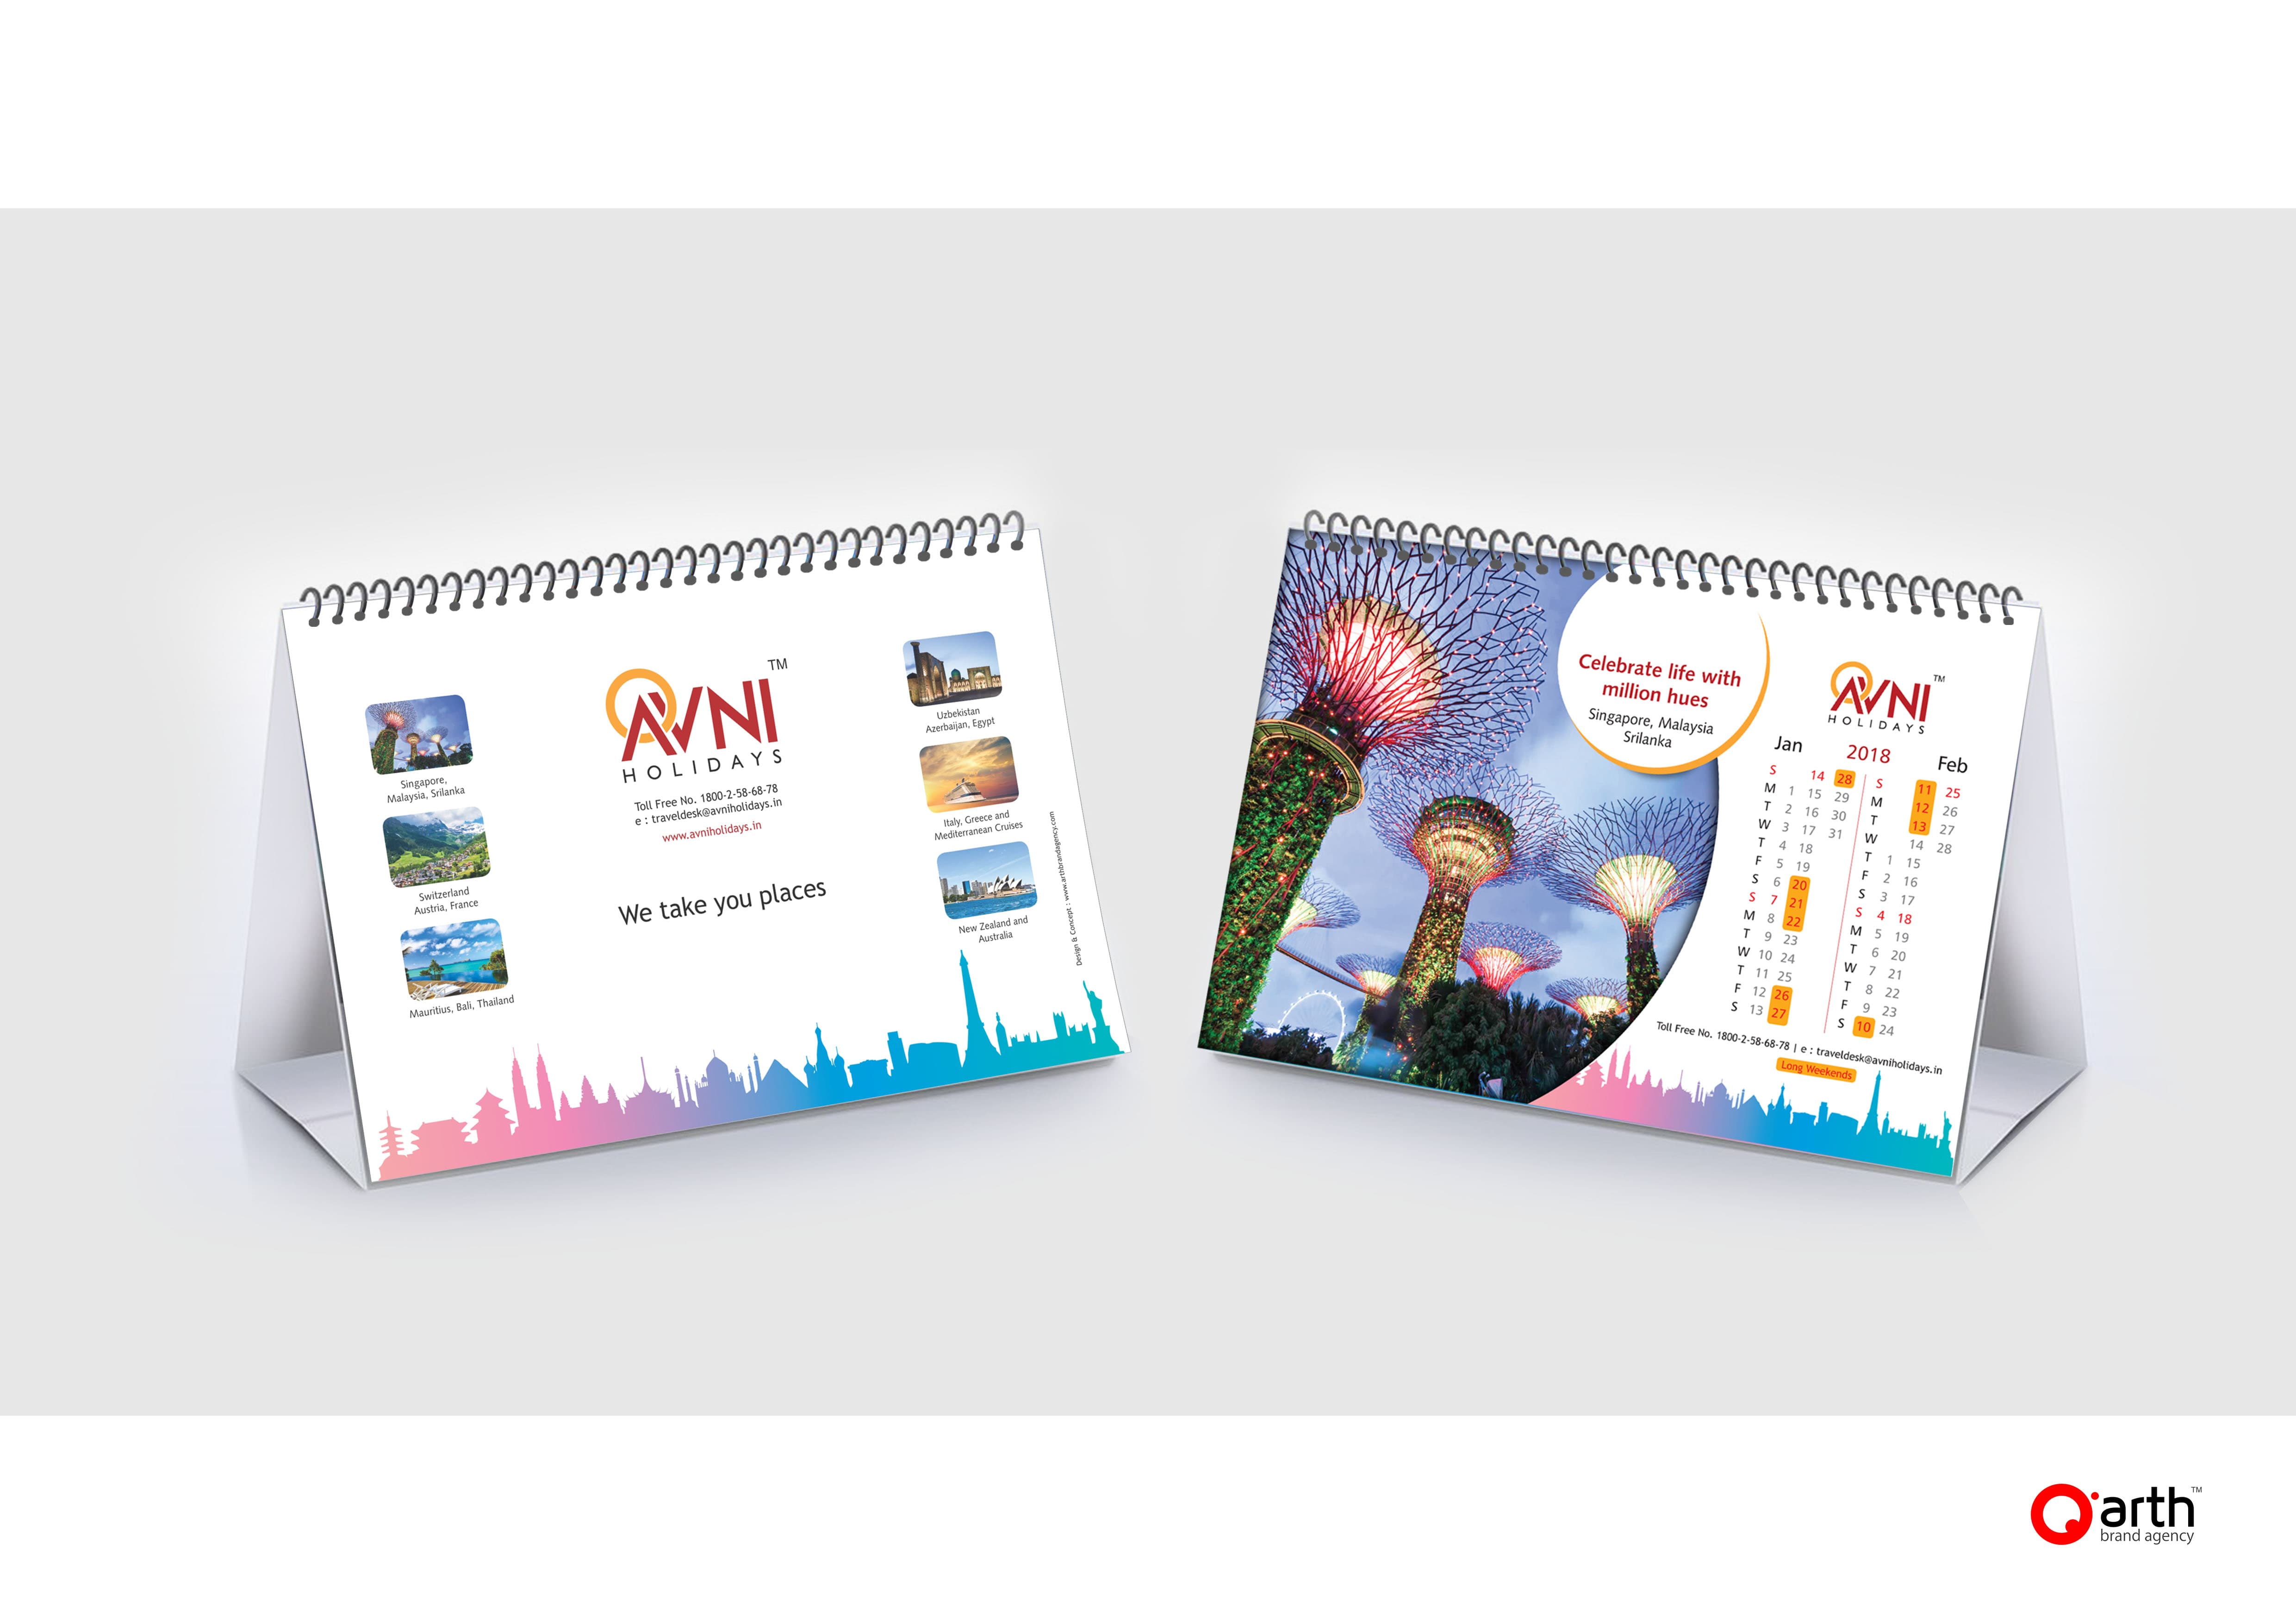 AVNI TM
HOLIDAYS
Toll Free No. 1800-2-58-68-78
e : traveldesk@avniholidays.in
www.avniholidays.in
We take you places
Singapore,
Malaysia, Srilanka
Switzerland
Austria, France
Mauritius, Bali, Thailand
Uzbekistan
Azerbaijan, Egypt
Italy, Greece and
Mediterranean Cruises
New Zealand and
Australia
Design & Concept : www.arthbrandagency.com
Celebrate life with
million hues
Singapore, Malaysia
Srilanka
AVNI TM
HOLIDAYS
Jan 2018 Feb
S 14 28 S 11 25
M 1 15 29 M 12 26
T 2 16 30 T 13 27
W 3 17 31 W 14 28
T 4 18 T 1 15
F 5 19 F 2 16
S 6 20 S 3 17
S 7 21 S 4 18
M 8 22 M 5 19
T 9 23 T 6 20
W 10 24 W 7 21
T 11 25 T 8 22
F 12 26 F 9 23
S 13 27 S 10 24
Toll Free No. 1800-2-58-68-78 | e : traveldesk@avniholidays.in
Long Weekends
arth TM
brand agency